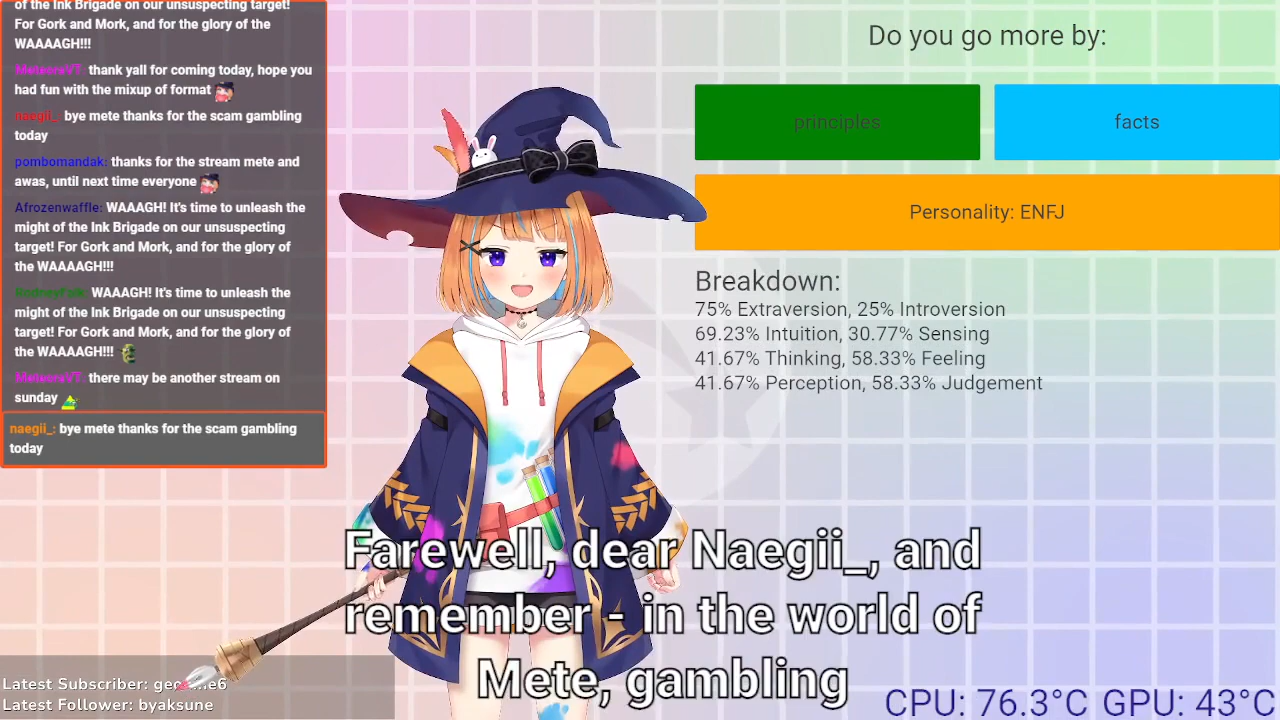 of the Ink Brigade on our unsuspecting target!
For Gork and Mork, and for the glory of the
WAAAAGH!!!
MeteoraVT: thank yall for coming today, hope you
had fun with the mixup of format
naegii_: bye mete thanks for the scam gambling
today
pombomandak: thanks for the stream mete and
awas, until next time everyone
Afrozenwaffle: WAAAGH! It's time to unleash the
might of the Ink Brigade on our unsuspecting
target! For Gork and Mork, and for the glory of
the WAAAAGH!!!
RodneyFalk: WAAAGH! It's time to unleash the
might of the Ink Brigade on our unsuspecting
target! For Gork and Mork, and for the glory of
the WAAAAGH!!!
MeteoraVT: there may be another stream on
sunday
naegii_: bye mete thanks for the scam gambling
today
Do you go more by:
principles
facts
Personality: ENFJ
Breakdown:
75% Extraversion, 25% Introversion
69.23% Intuition, 30.77% Sensing
41.67% Thinking, 58.33% Feeling
41.67% Perception, 58.33% Judgement
Farewell, dear Naegii_, and
remember - in the world of
Mete, gambling
Latest Subscriber:
Latest Follower: byaksune
CPU: 76.3°C GPU: 43°C